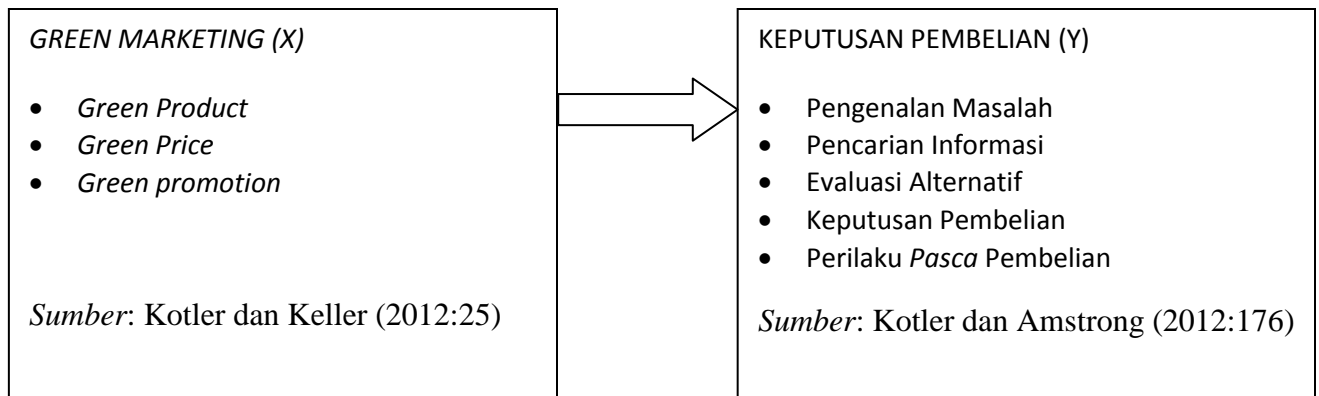 GREEN MARKETING (X)
• Green Product
• Green Price
• Green promotion
Sumber: Kotler dan Keller (2012:25)
KEPUTUSAN PEMBELIAN (Y)
• Pengenalan Masalah
• Pencarian Informasi
• Evaluasi Alternatif
• Keputusan Pembelian
• Perilaku Pasca Pembelian
Sumber: Kotler dan Amstrong (2012:176)